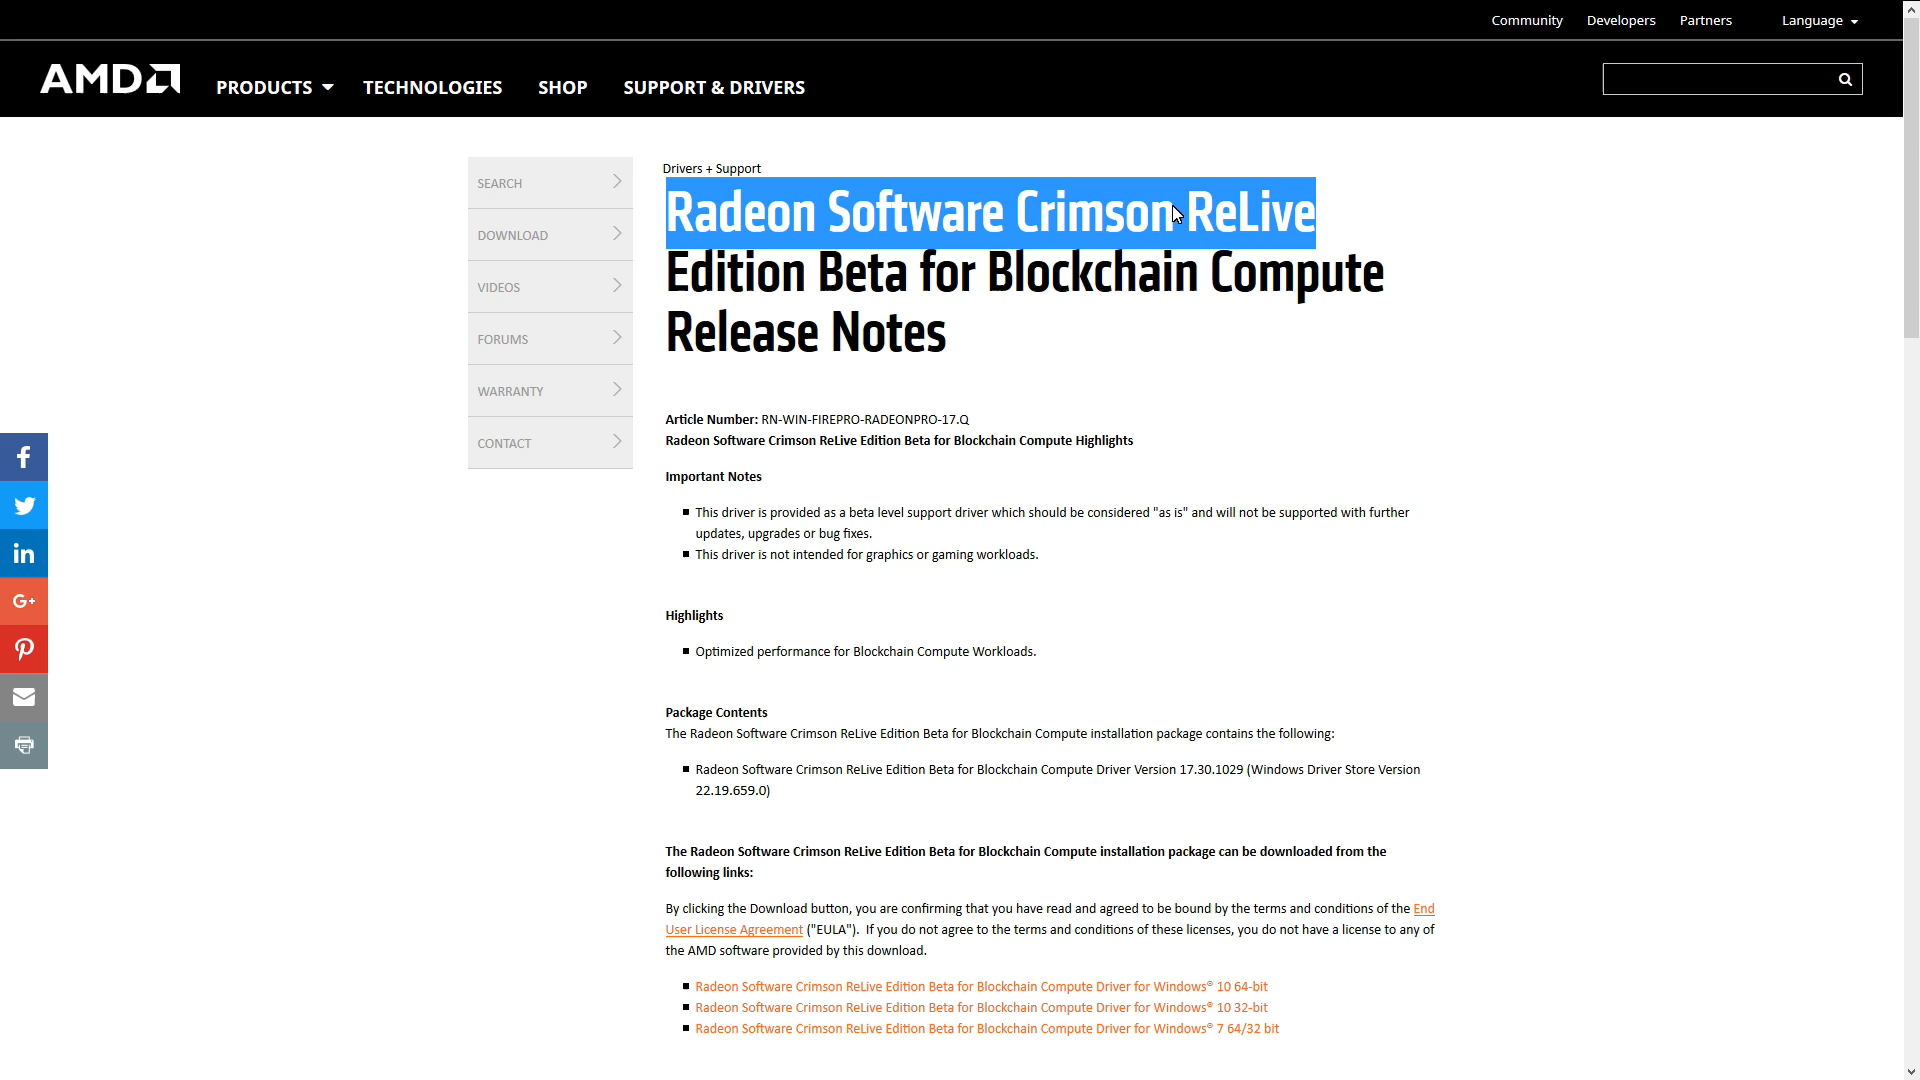 Community Developers Partners Language
AMD PRODUCTS TECHNOLOGIES SHOP SUPPORT & DRIVERS
SEARCH
DOWNLOAD
VIDEOS
FORUMS
WARRANTY
CONTACT
Drivers + Support
Radeon Software Crimson ReLive
Edition Beta for Blockchain Compute
Release Notes
Article Number: RN-WIN-FIREPRO-RADEONPRO-17.Q
Radeon Software Crimson ReLive Edition Beta for Blockchain Compute Highlights
Important Notes
This driver is provided as a beta level support driver which should be considered "as is" and will not be supported with further
updates, upgrades or bug fixes.
This driver is not intended for graphics or gaming workloads.
Highlights
Optimized performance for Blockchain Compute Workloads.
Package Contents
The Radeon Software Crimson ReLive Edition Beta for Blockchain Compute installation package contains the following:
Radeon Software Crimson ReLive Edition Beta for Blockchain Compute Driver Version 17.30.1029 (Windows Driver Store Version
22.19.659.0)
The Radeon Software Crimson ReLive Edition Beta for Blockchain Compute installation package can be downloaded from the
following links:
By clicking the Download button, you are confirming that you have read and agreed to be bound by the terms and conditions of the End
User License Agreement ("EULA").  If you do not agree to the terms and conditions of these licenses, you do not have a license to any of
the AMD software provided by this download.
Radeon Software Crimson ReLive Edition Beta for Blockchain Compute Driver for Windows® 10 64-bit
Radeon Software Crimson ReLive Edition Beta for Blockchain Compute Driver for Windows® 10 32-bit
Radeon Software Crimson ReLive Edition Beta for Blockchain Compute Driver for Windows® 7 64/32 bit